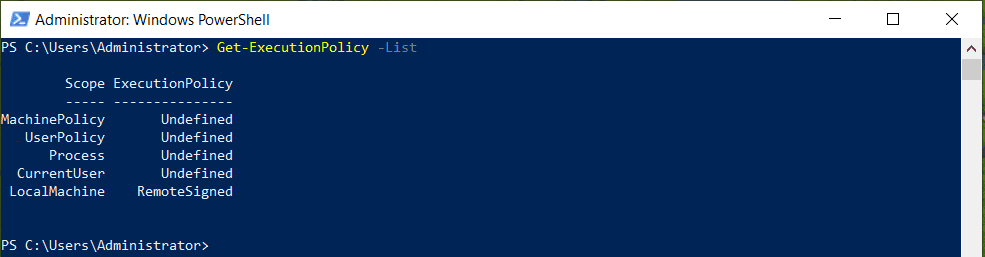 Administrator: Windows PowerShell
PS C:\Users\Administrator> Get-ExecutionPolicy -List
Scope ExecutionPolicy
----- ---------------
MachinePolicy Undefined
UserPolicy Undefined
Process Undefined
CurrentUser Undefined
LocalMachine RemoteSigned
PS C:\Users\Administrator>